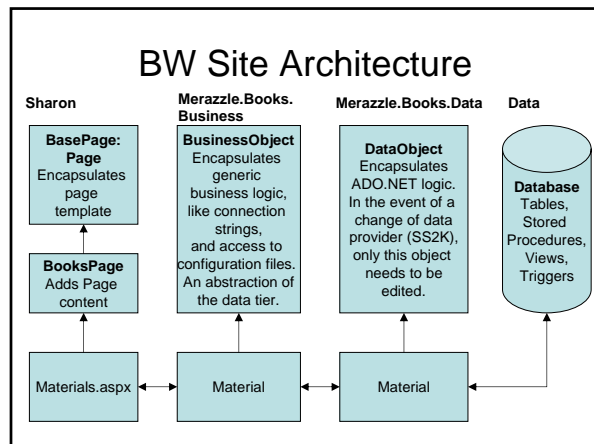 BW Site Architecture
Sharon
Merazzle.Books.
Business
Merazzle.Books.Data
Data
BasePage:
Page
Encapsulates
page
template
BusinessObject
Encapsulates
generic
business logic,
like connection
strings,
and access to
configuration files.
An abstraction of
the data tier.
DataObject
Encapsulates
ADO.NET logic.
In the event of a
change of data
provider (SS2K),
only this object
needs to be
edited.
Database
Tables,
Stored
Procedures,
Views,
Triggers
BooksPage
Adds Page
content
Materials.aspx
Material
Material